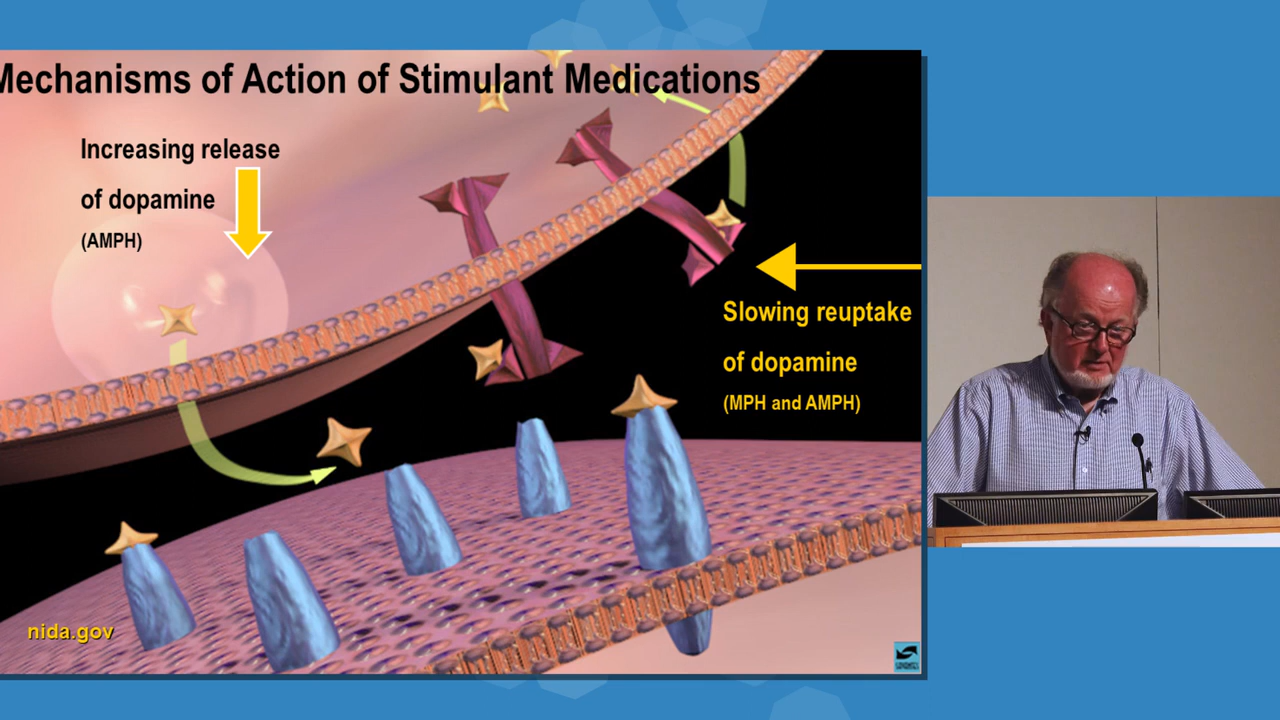 Mechanisms of Action of Stimulant Medications
Increasing release
of dopamine
(AMPH)
Slowing reuptake
of dopamine
(MPH and AMPH)
nida.gov